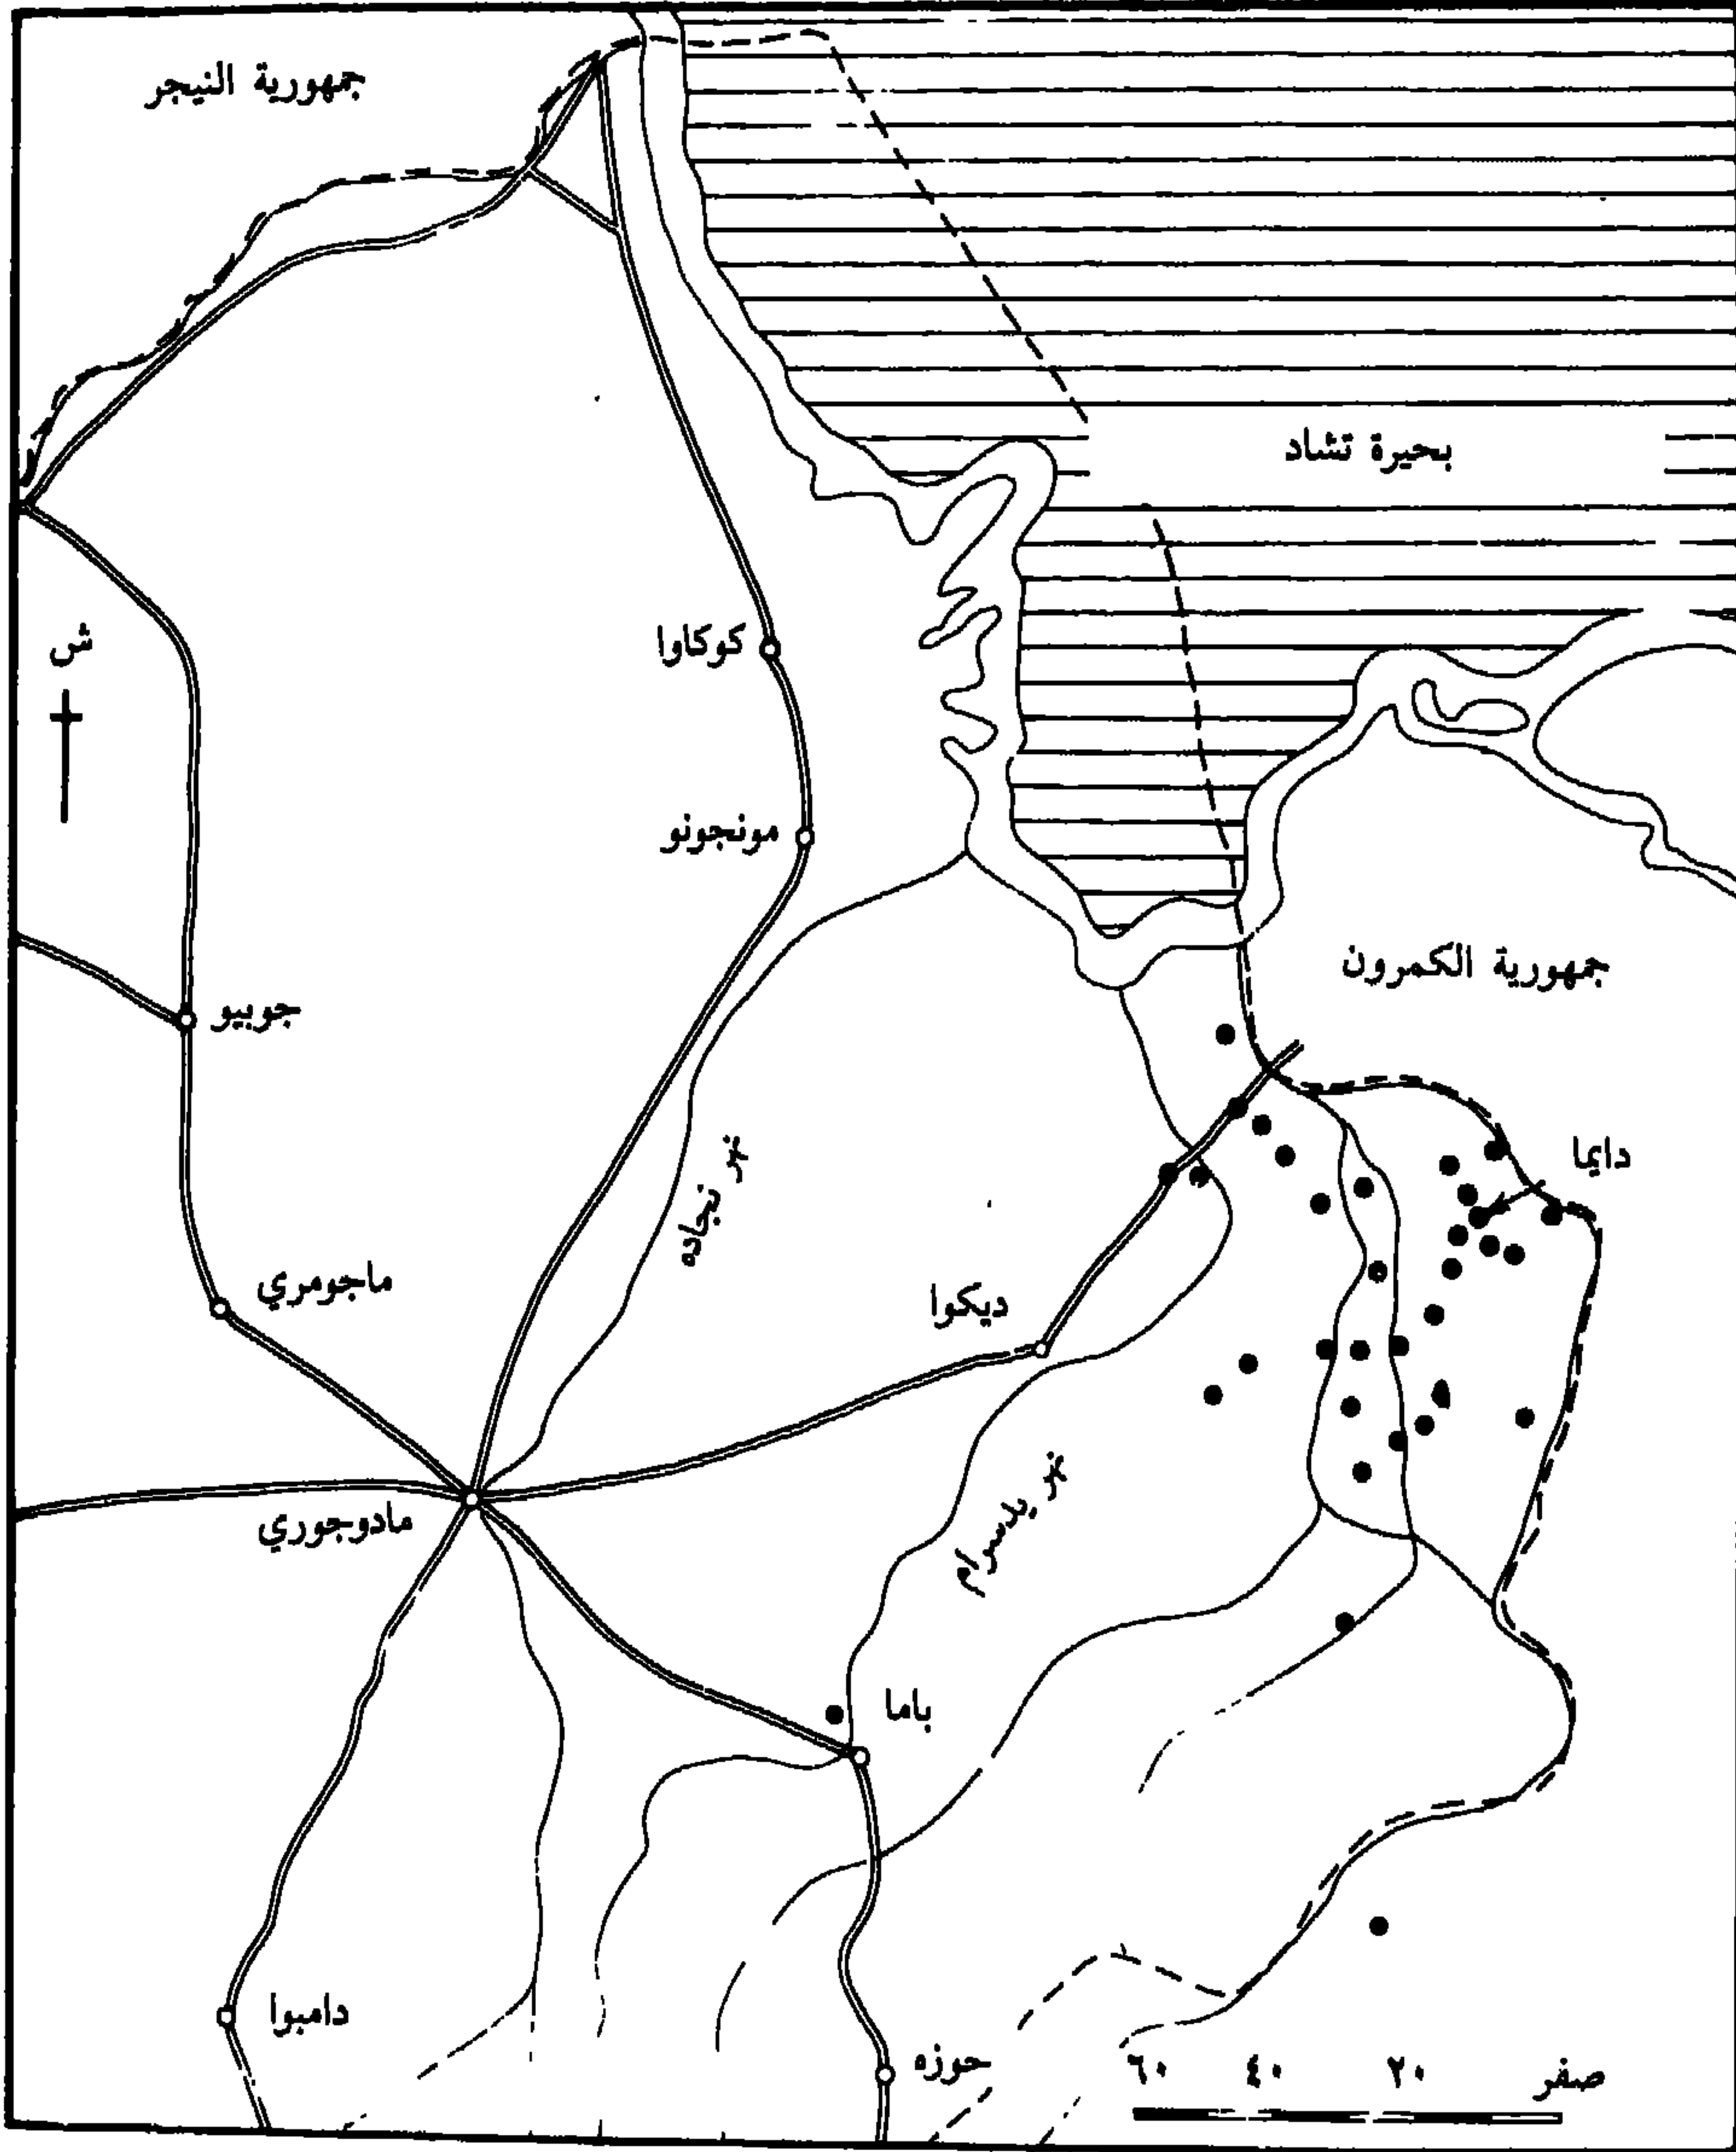 جمهورية النيجر
بحيرة تشاد
ش
كوكاوا
مونجونو
جمهورية الكمرون
جوبيو
دايما
نهر نجاده
ماجومري
ديكوا
نهر يدسرام
مادوجوري
باما
دامبوا
حوزه
صفر ٢٠ ٤٠ ٦٠